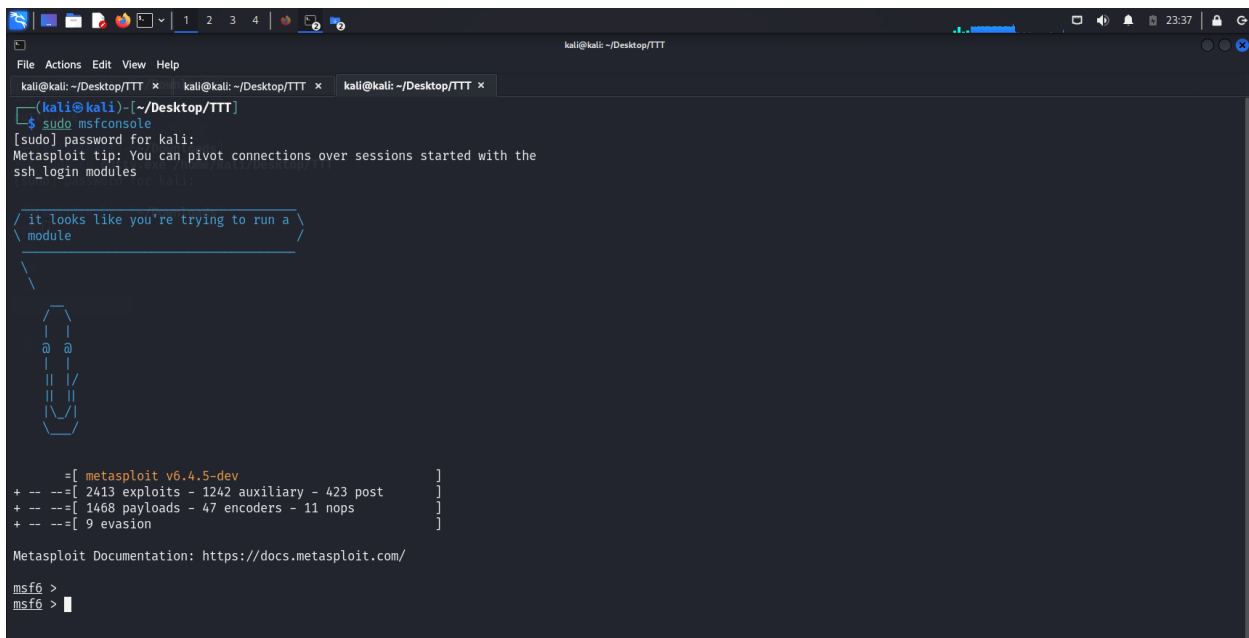 1 2 3 4 2 2 23:37
kali@kali: ~/Desktop/TTT
File Actions Edit View Help
kali@kali: ~/Desktop/TTT × kali@kali: ~/Desktop/TTT × kali@kali: ~/Desktop/TTT ×
┌──(kali㉿kali)-[~/Desktop/TTT]
└─$ sudo msfconsole
[sudo] password for kali:
Metasploit tip: You can pivot connections over sessions started with the
ssh_login modules
/ it looks like you're trying to run a \
\ module /
\
\
__
/ \
| |
@ @
| |
|| |/
|| ||
|\_/|
\___/
=[ metasploit v6.4.5-dev ]
+ -- --=[ 2413 exploits - 1242 auxiliary - 423 post ]
+ -- --=[ 1468 payloads - 47 encoders - 11 nops ]
+ -- --=[ 9 evasion ]
Metasploit Documentation: https://docs.metasploit.com/
msf6 >
msf6 >